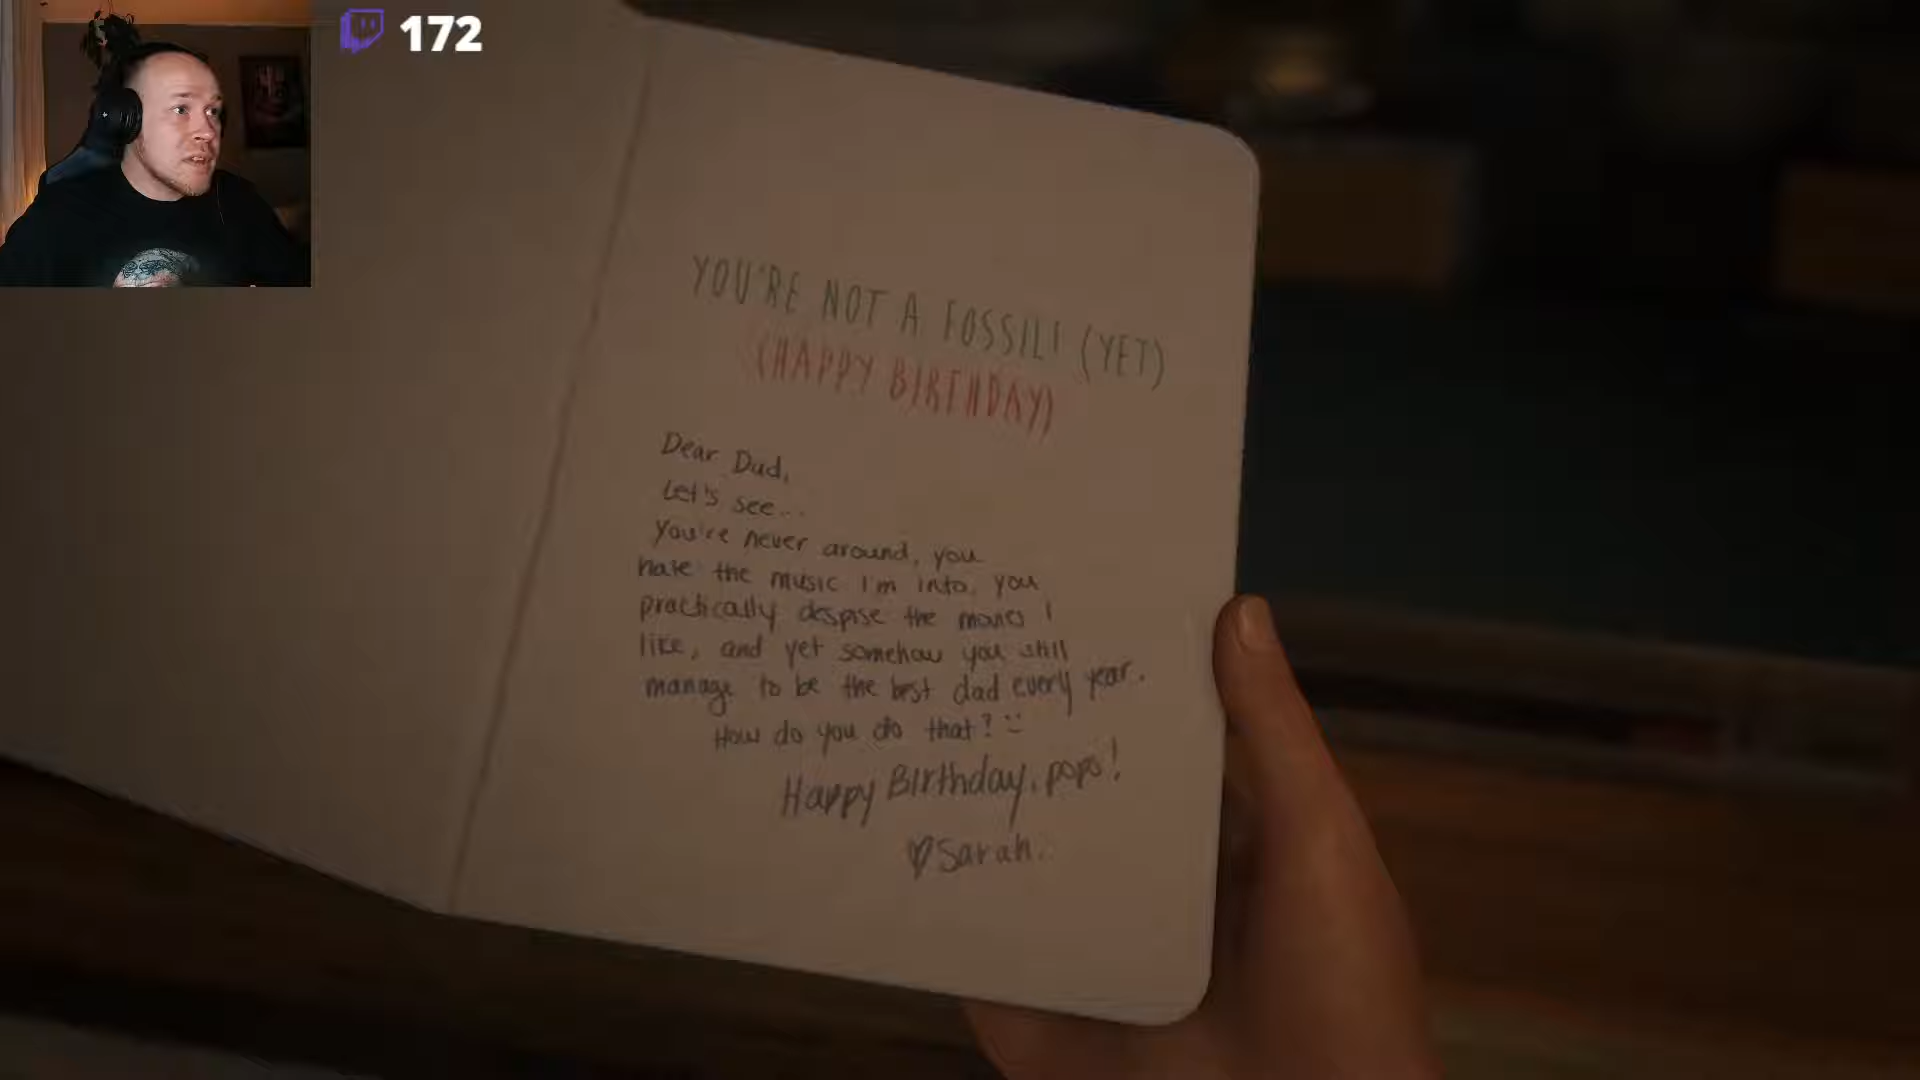 172
YOU'RE NOT A FOSSIL! (YET)
(HAPPY BIRTHDAY)
Dear Dad,
Let's see...
You're never around, you
hate the music I'm into, you
practically despise the movies I
like, and yet somehow you still
manage to be the best dad every year.
How do you do that? :)
Happy Birthday, pops!
♡ Sarah.